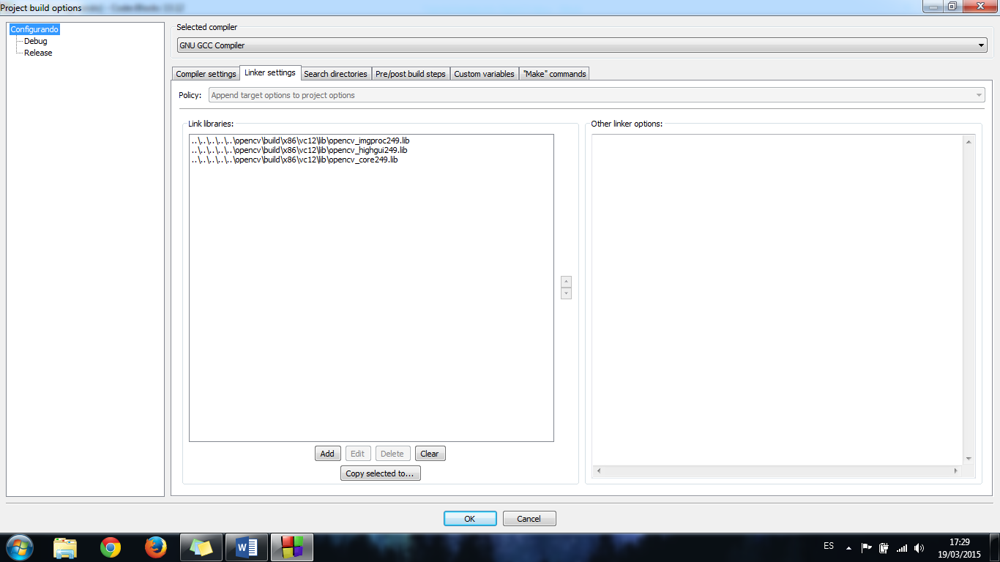 Project build options
Configurando
Debug
Release
Selected compiler
GNU GCC Compiler
Compiler settings
Linker settings
Search directories
Pre/post build steps
Custom variables
"Make" commands
Policy:
Append target options to project options
Link libraries:
..\..\..\..\..\opencv\build\x86\vc12\lib\opencv_imgproc249.lib
..\..\..\..\..\opencv\build\x86\vc12\lib\opencv_highgui249.lib
..\..\..\..\..\opencv\build\x86\vc12\lib\opencv_core249.lib
Add
Edit
Delete
Clear
Copy selected to...
Other linker options:
OK
Cancel
ES
17:29
19/03/2015